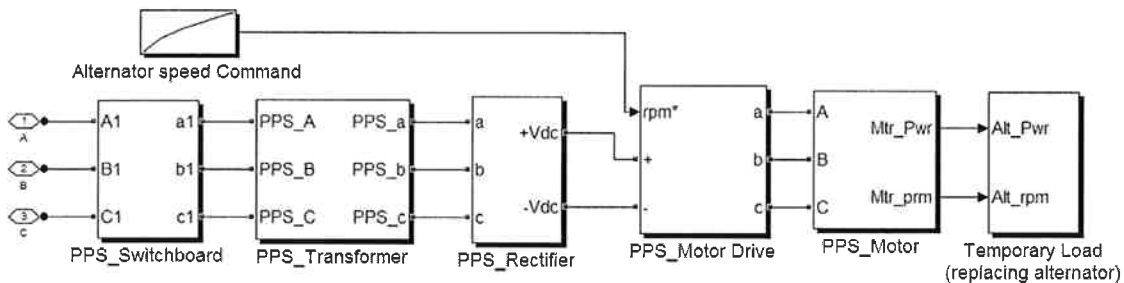 Alternator speed Command
1
A
2
B
3
C
A1
B1
C1
a1
b1
c1
PPS_Switchboard
PPS_A
PPS_B
PPS_C
PPS_a
PPS_b
PPS_c
PPS_Transformer
a
b
c
+Vdc
-Vdc
PPS_Rectifier
rpm*
+
-
a
b
c
PPS_Motor Drive
A
B
C
Mtr_Pwr
Mtr_prm
PPS_Motor
Alt_Pwr
Alt_rpm
Temporary Load
(replacing alternator)